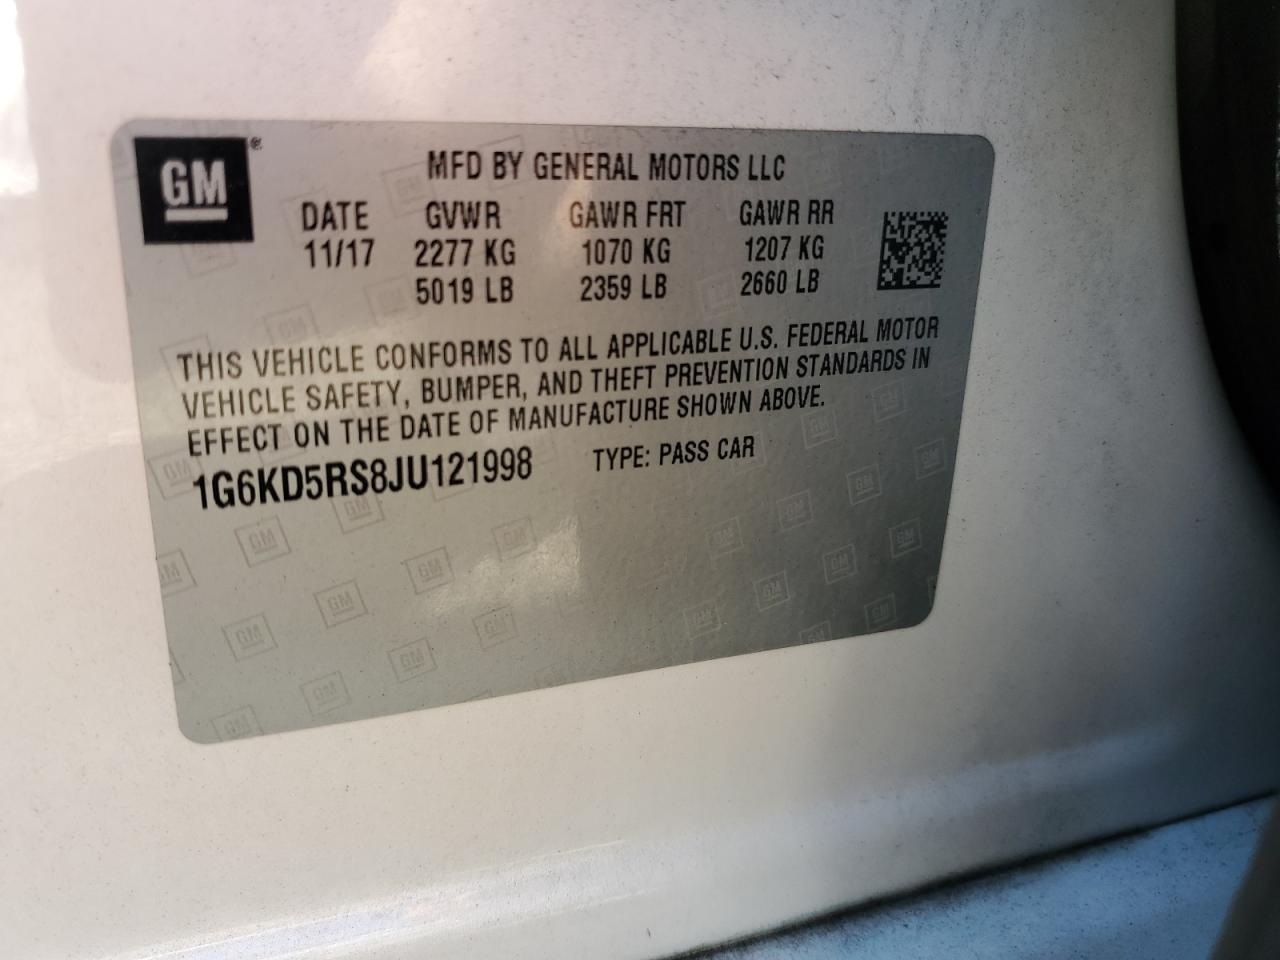 GM®
MFD BY GENERAL MOTORS LLC
DATE GVWR GAWR FRT GAWR RR
11/17 2277 KG 1070 KG 1207 KG
5019 LB 2359 LB 2660 LB
THIS VEHICLE CONFORMS TO ALL APPLICABLE U.S. FEDERAL MOTOR
VEHICLE SAFETY, BUMPER, AND THEFT PREVENTION STANDARDS IN
EFFECT ON THE DATE OF MANUFACTURE SHOWN ABOVE.
1G6KD5RS8JU121998 TYPE: PASS CAR